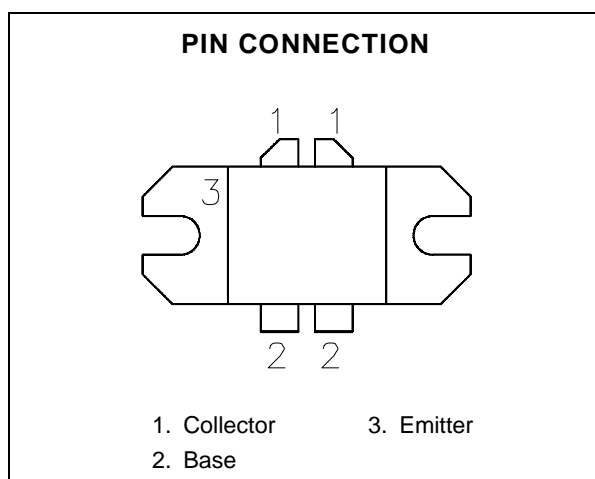 PIN CONNECTION
1 1
3
2 2
1. Collector 3. Emitter
2. Base